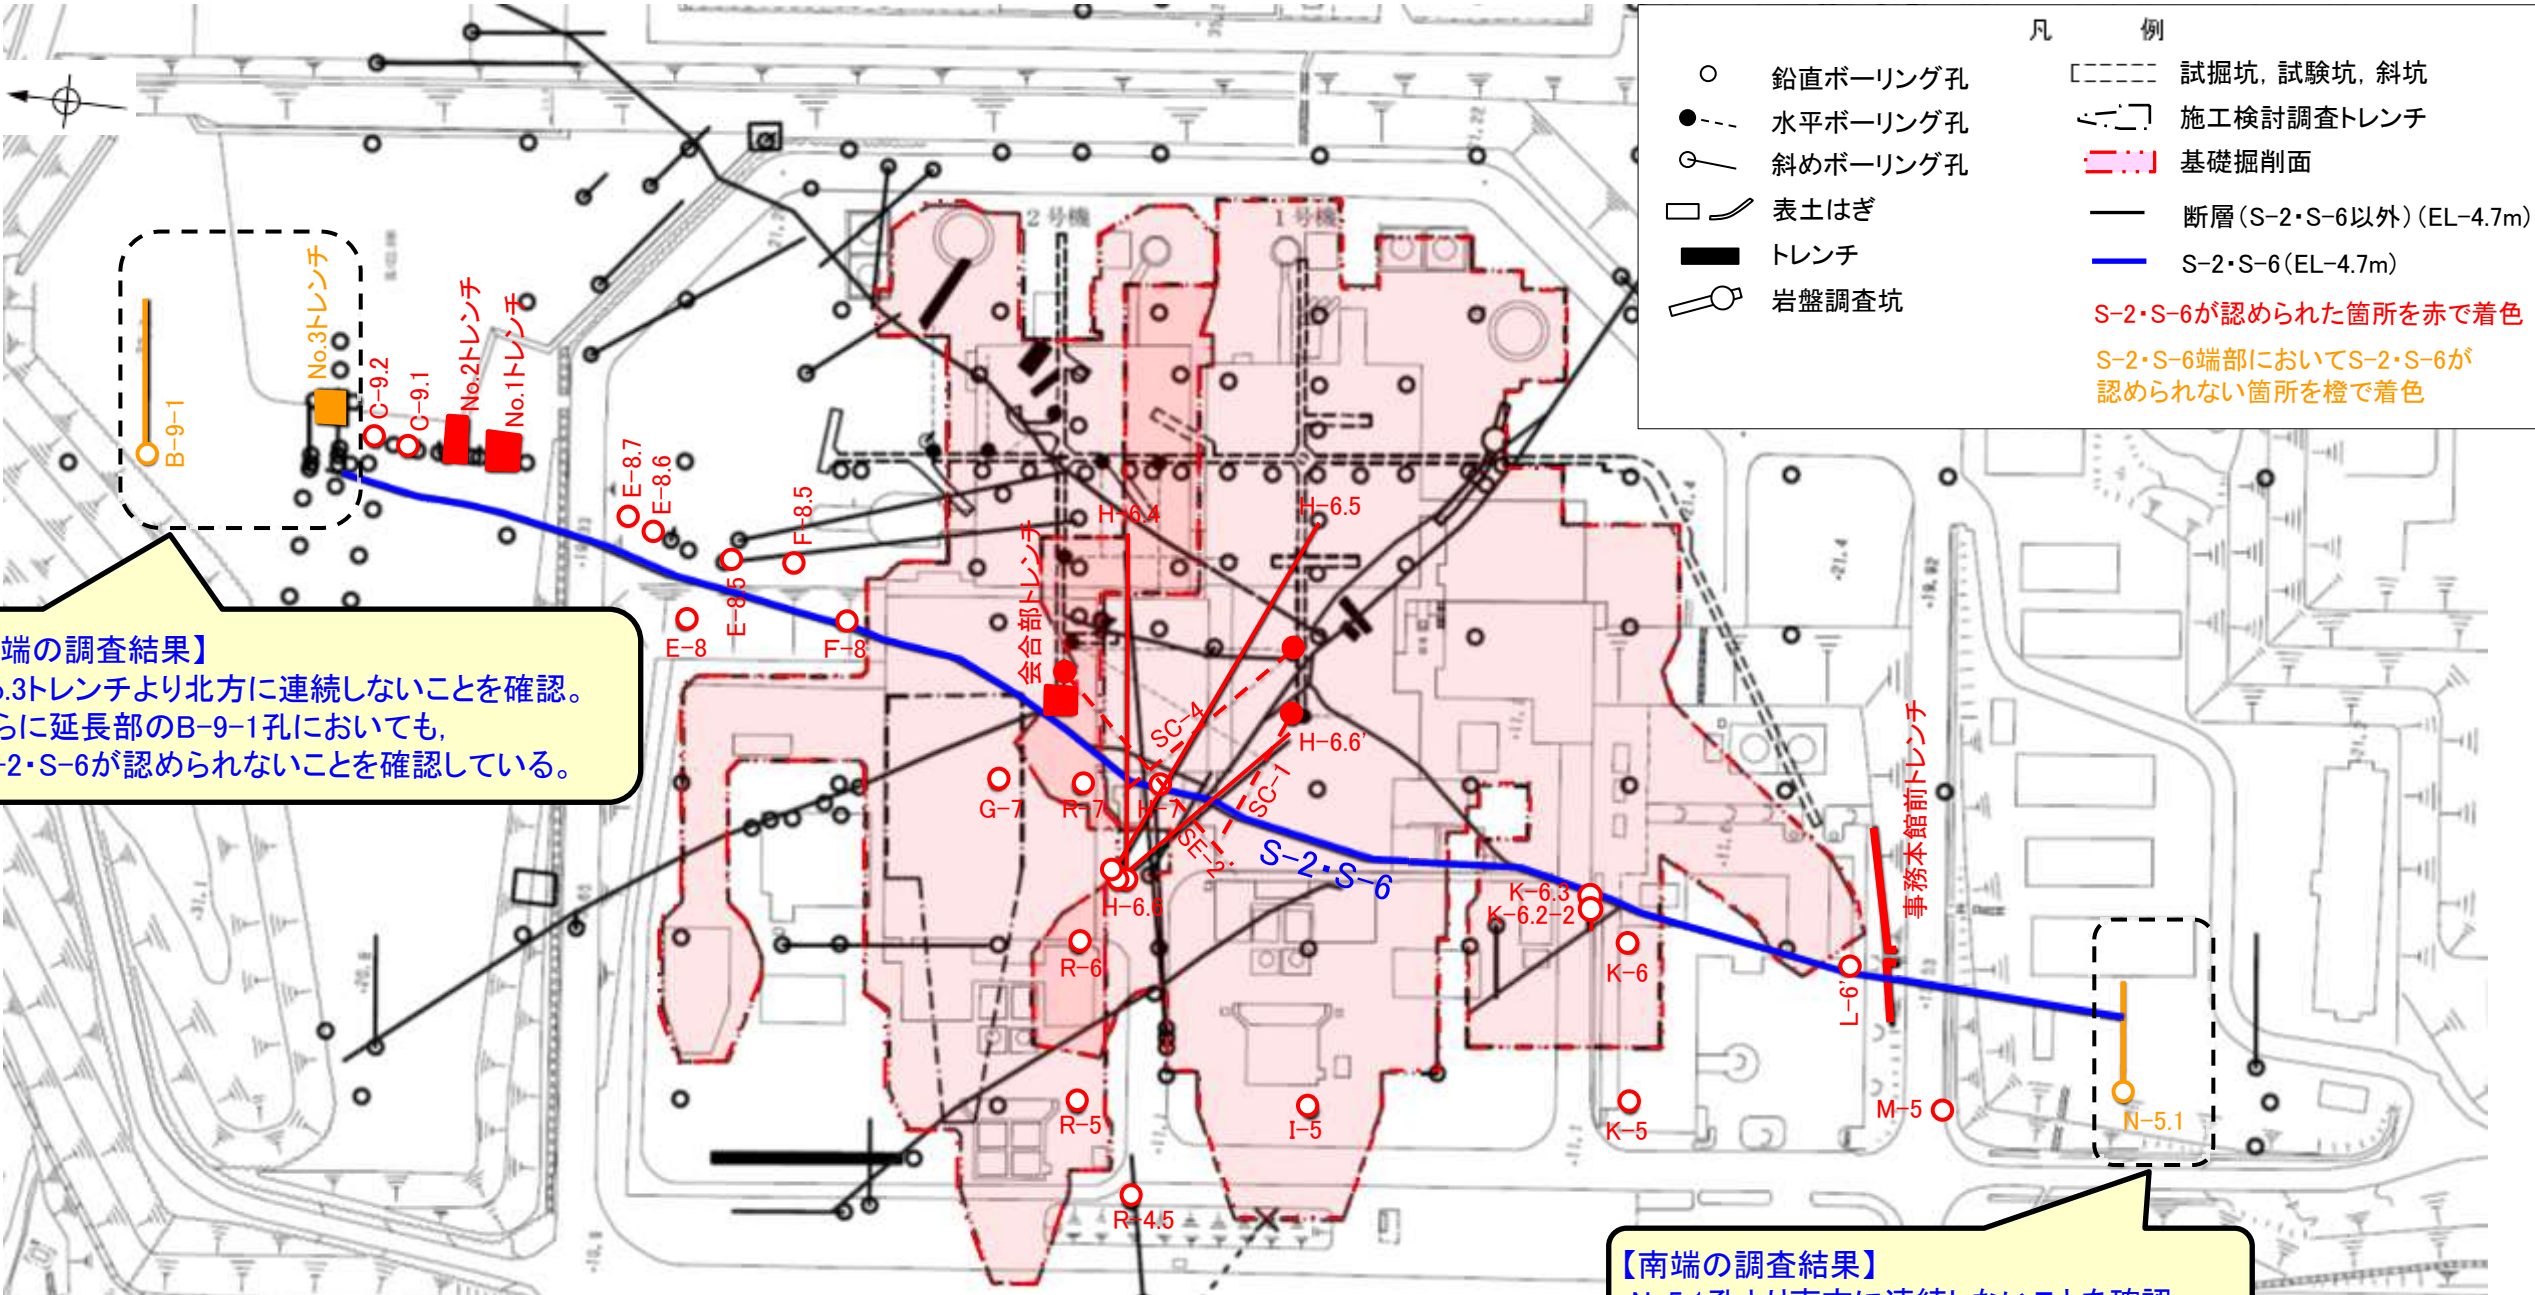 凡 例
鉛直ボーリング孔
水平ボーリング孔
斜めボーリング孔
表土はぎ
トレンチ
岩盤調査坑
試掘坑, 試験坑, 斜坑
施工検討調査トレンチ
基礎掘削面
断層(S-2・S-6以外)(EL-4.7m)
S-2・S-6(EL-4.7m)
S-2・S-6が認められた箇所を赤で着色
S-2・S-6端部においてS-2・S-6が
認められない箇所を橙で着色
2号機
1号機
B-9-1
No.3トレンチ
C-9.2
C-9.1
No.2トレンチ
No.1トレンチ
E-8.7
E-8.6
E-8.5
F-8.5
E-8
F-8
会合部トレンチ
H-6.4
H-6.5
SC-4
H-6.6'
SC-1
SE-2
G-7
R-7
H-7
H-6.6
S-2・S-6
R-6
R-5
R-4.5
I-5
K-6.3
K-6.2-2
K-6
K-5
L-6'
事務本館前トレンチ
M-5
N-5.1
21.4
21.4
19.92
端の調査結果】
.3トレンチより北方に連続しないことを確認。
らに延長部のB-9-1孔においても,
-2・S-6が認められないことを確認している。
【南端の調査結果】